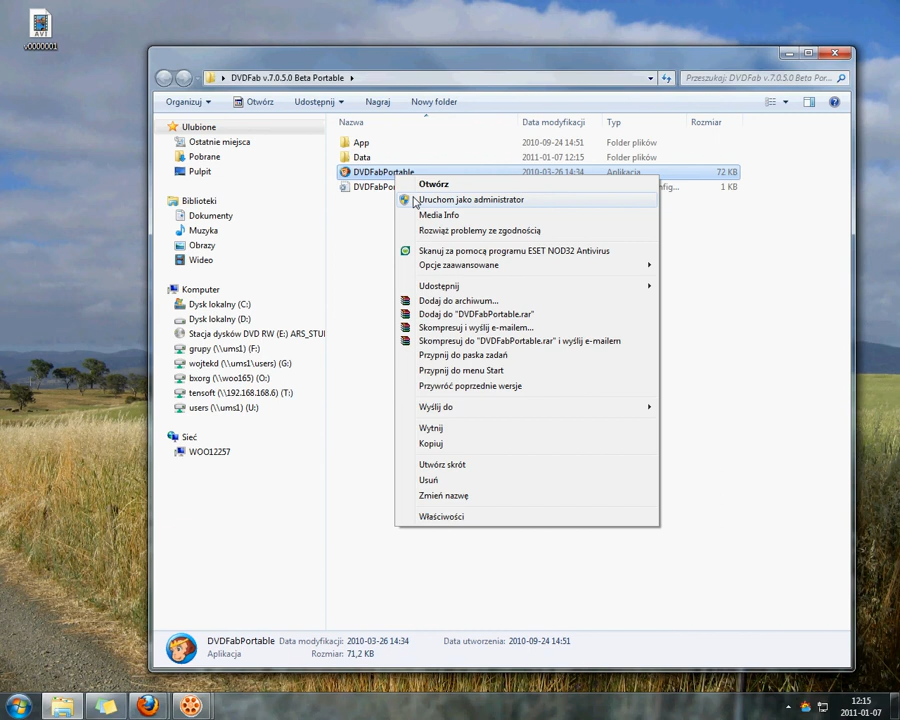 AVI
v0000001
DVDFab v.7.0.5.0 Beta Portable
Przeszukaj: DVDFab v.7.0.5.0 Beta Por...
Organizuj
Otwórz
Udostępnij
Nagraj
Nowy folder
Nazwa
Data modyfikacji
Typ
Rozmiar
Ulubione
Ostatnie miejsca
Pobrane
Pulpit
Biblioteki
Dokumenty
Muzyka
Obrazy
Wideo
Komputer
Dysk lokalny (C:)
Dysk lokalny (D:)
Stacja dysków DVD RW (E:) ARS_STU
grupy (\\ums1) (F:)
wojtekd (\\ums1\users) (G:)
bxorg (\\woo165) (O:)
tensoft (\\192.168.168.6) (T:)
users (\\ums1) (U:)
Sieć
WOO12257
App 2010-09-24 14:51 Folder plików
Data 2011-01-07 12:15 Folder plików
DVDFabPortable 2010-03-26 14:34 Aplikacja 72 KB
DVDFabPor
nfig... 1 KB
Otwórz
Uruchom jako administrator
Media Info
Rozwiąż problemy ze zgodnością
Skanuj za pomocą programu ESET NOD32 Antivirus
Opcje zaawansowane
Udostępnij
Dodaj do archiwum...
Dodaj do "DVDFabPortable.rar"
Skompresuj i wyślij e-mailem...
Skompresuj do "DVDFabPortable.rar" i wyślij e-mailem
Przypnij do paska zadań
Przypnij do menu Start
Przywróć poprzednie wersje
Wyślij do
Wytnij
Kopiuj
Utwórz skrót
Usuń
Zmień nazwę
Właściwości
DVDFabPortable Data modyfikacji: 2010-03-26 14:34 Data utworzenia: 2010-09-24 14:51
Aplikacja Rozmiar: 71,2 KB
12:15
2011-01-07